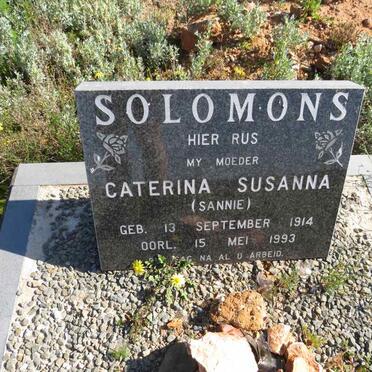 SOLOMONS
HIER RUS
MY MOEDER
CATERINA SUSANNA
(SANNIE)
GEB. 13 SEPTEMBER 1914
OORL. 15 MEI 1993
NA AL U ARBEID.